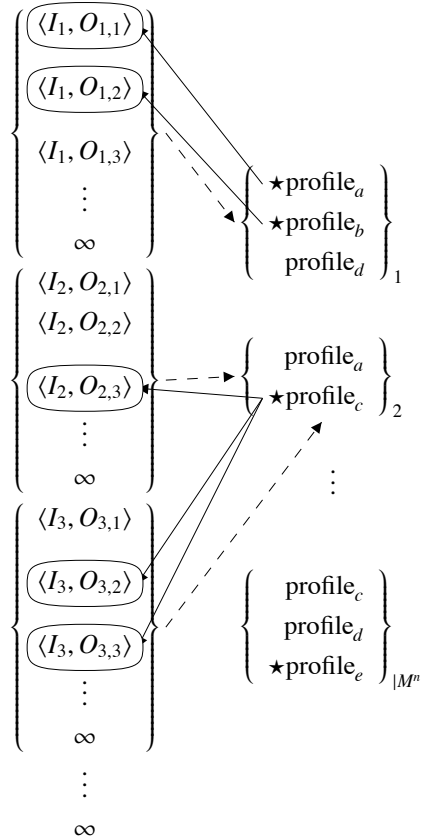 ⟨I₁, O₁,₁⟩
⟨I₁, O₁,₂⟩
⟨I₁, O₁,₃⟩
⋮
∞
⟨I₂, O₂,₁⟩
⟨I₂, O₂,₂⟩
⟨I₂, O₂,₃⟩
⋮
∞
⟨I₃, O₃,₁⟩
⟨I₃, O₃,₂⟩
⟨I₃, O₃,₃⟩
⋮
∞
⋮
∞
★profile_a
★profile_b
profile_d
1
profile_a
★profile_c
2
⋮
profile_c
profile_d
★profile_e
|Mⁿ